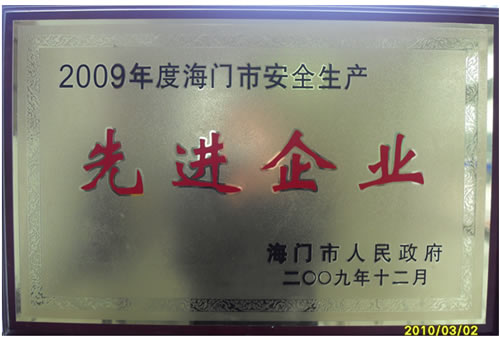 2009年度海门市安全生产
先进企业
海门市人民政府
二〇〇九年十二月
2010/03/02